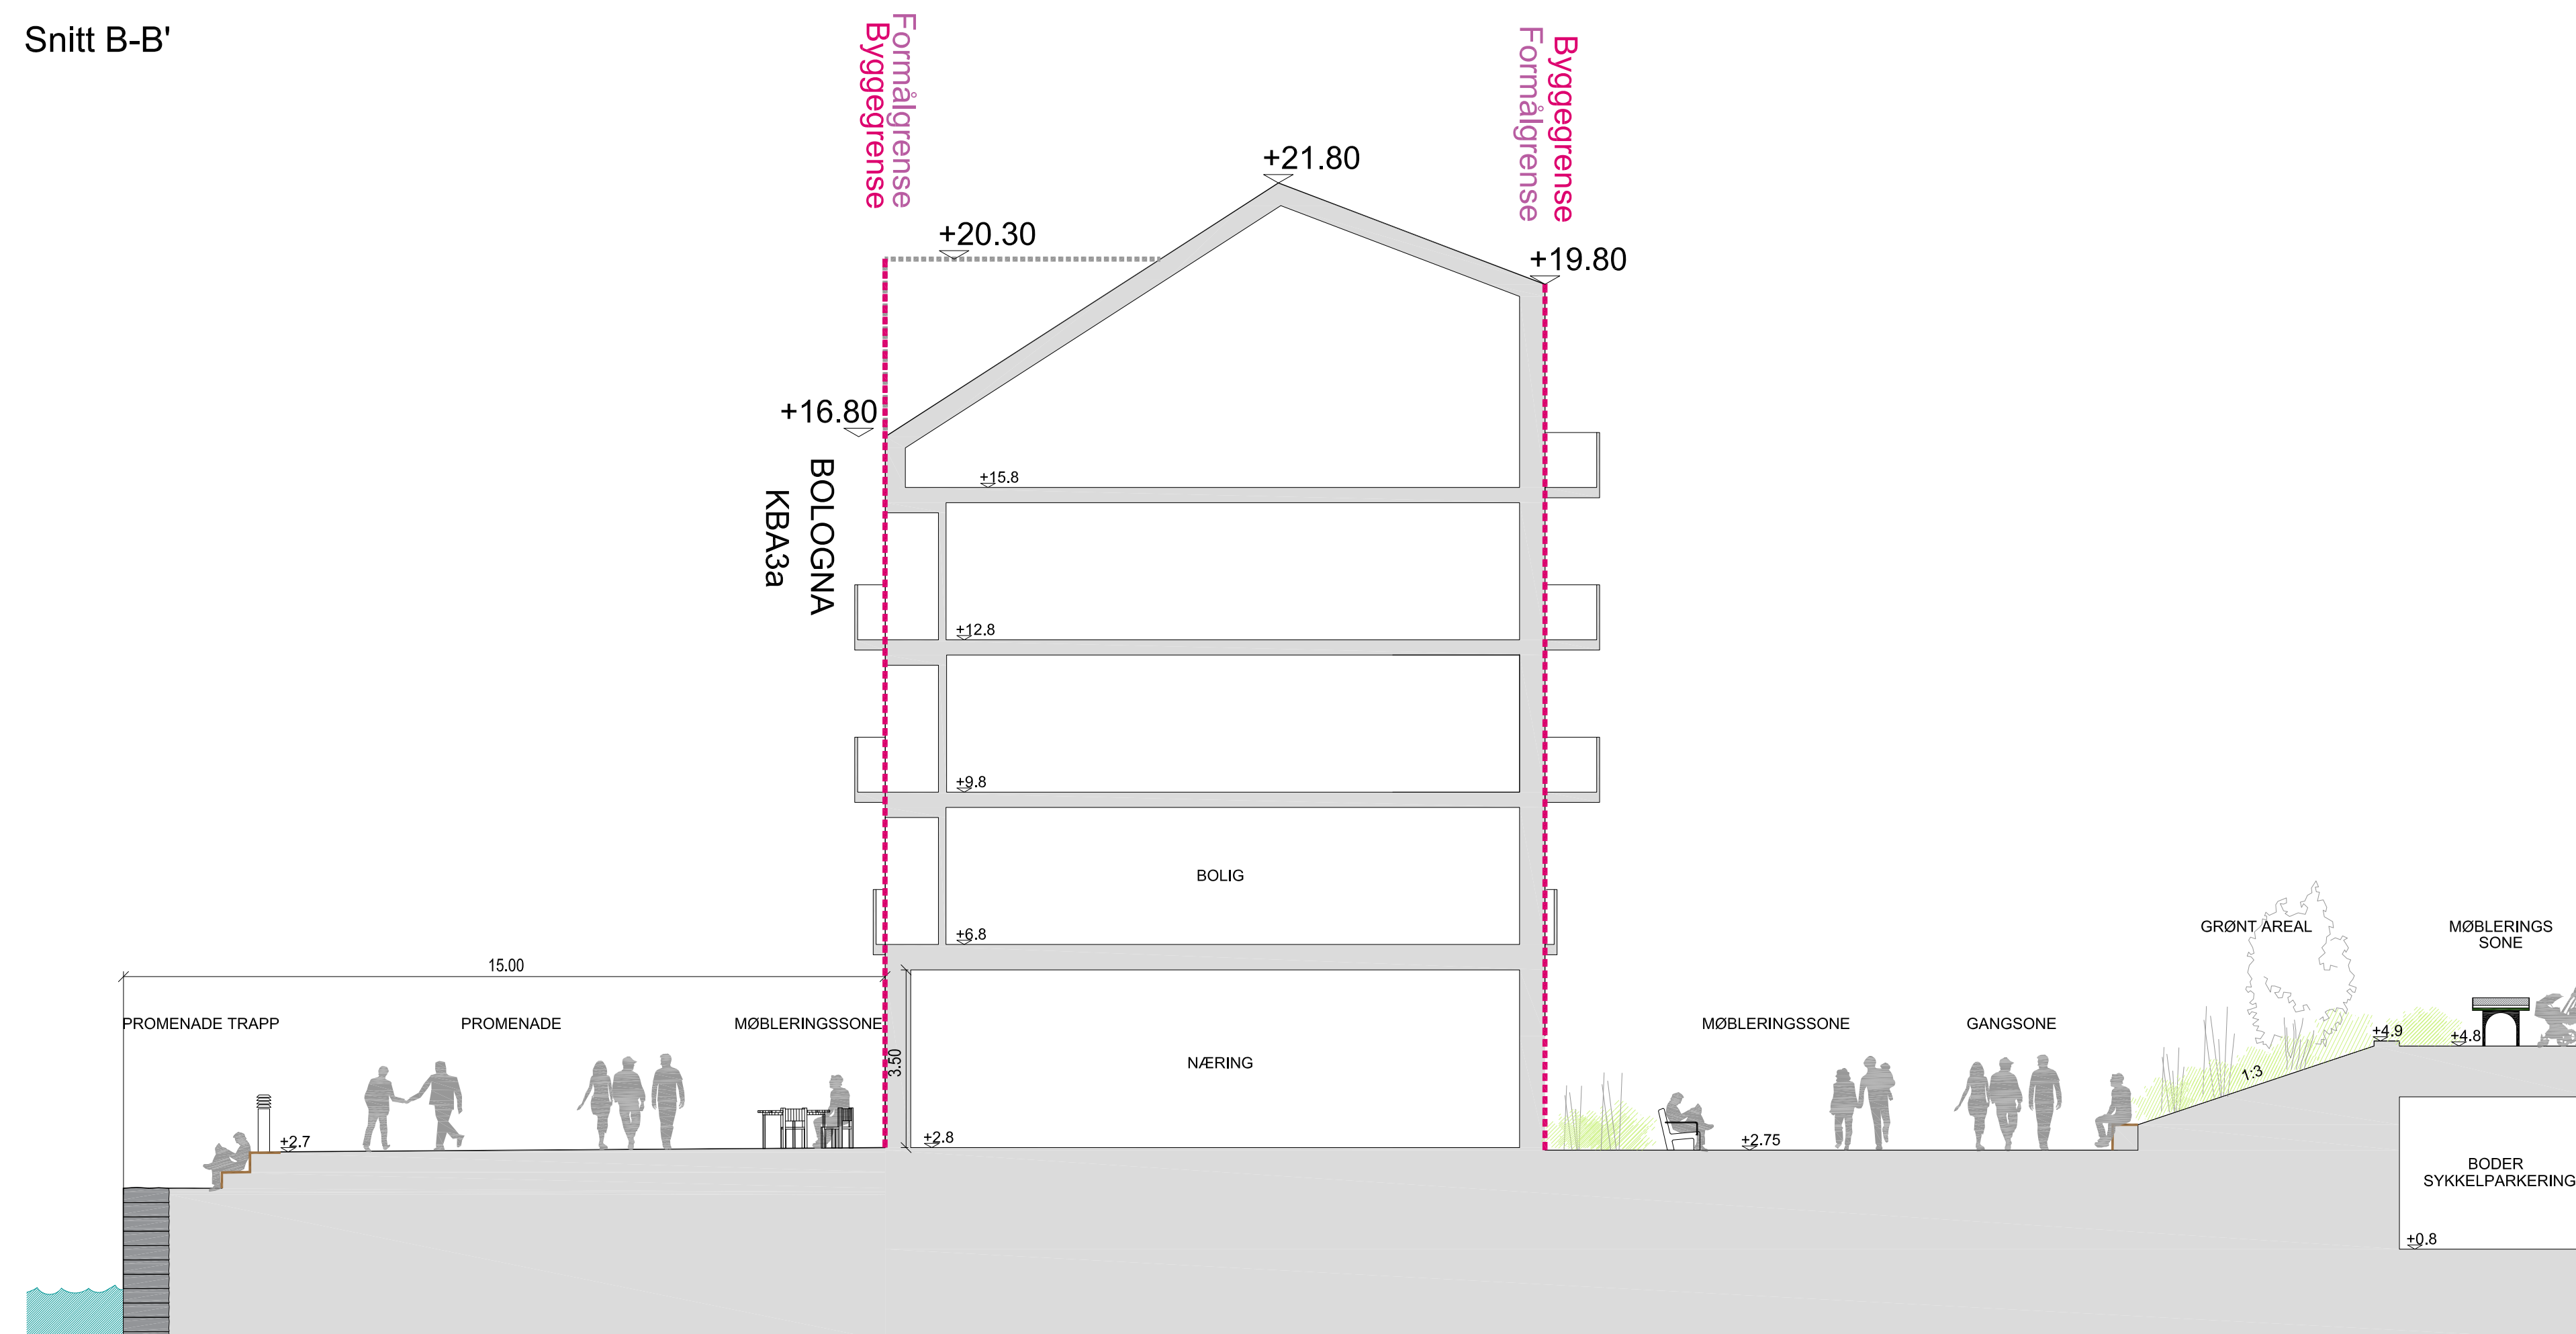 Snitt B-B'
Formålgrense
Byggegrense
Byggegrense
Formålgrense
+21.80
+20.30
+19.80
+16.80
BOLOGNA
KBA3a
+15.8
+12.8
+9.8
BOLIG
+6.8
GRØNT AREAL
MØBLERINGS
SONE
15.00
PROMENADE TRAPP
PROMENADE
MØBLERINGSSONE
3.50
NÆRING
MØBLERINGSSONE
GANGSONE
+4.9
+4.8
1:3
+2.7
+2.8
+2.75
BODER
SYKKELPARKERING
+0.8